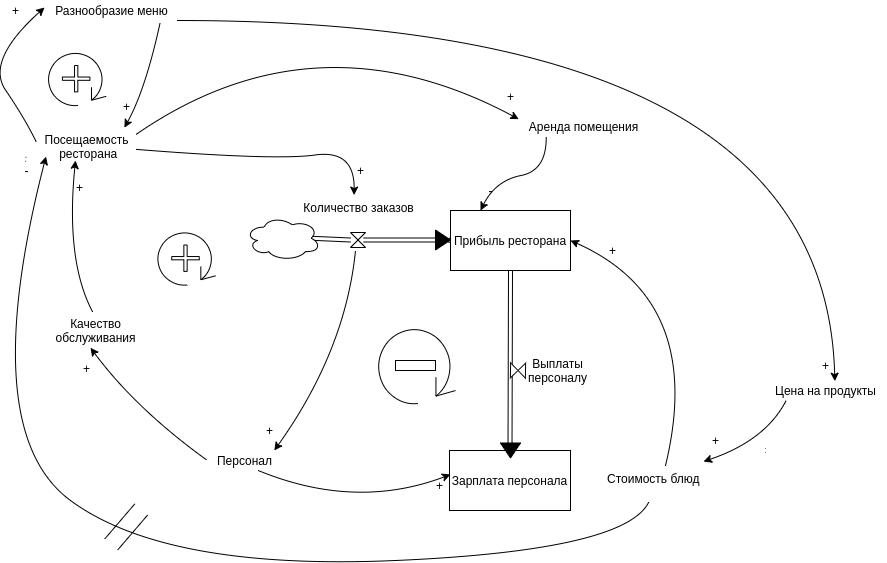 +
Разнообразие меню
+
+
Аренда помещения
Посещаемость
ресторана
:
-
+
+
-
Количество заказов
Прибыль ресторана
+
Качество
обслуживания
+
Выплаты
персоналу
+
Цена на продукты
+
+
:
Персонал
Зарплата персонала
+
Стоимость блюд